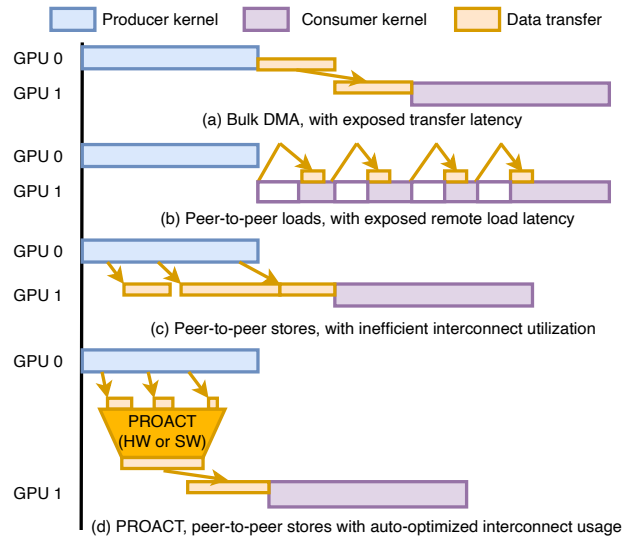 Producer kernel
Consumer kernel
Data transfer
GPU 0
GPU 1
(a) Bulk DMA, with exposed transfer latency
GPU 0
GPU 1
(b) Peer-to-peer loads, with exposed remote load latency
GPU 0
GPU 1
(c) Peer-to-peer stores, with inefficient interconnect utilization
GPU 0
PROACT
(HW or SW)
GPU 1
(d) PROACT, peer-to-peer stores with auto-optimized interconnect usage